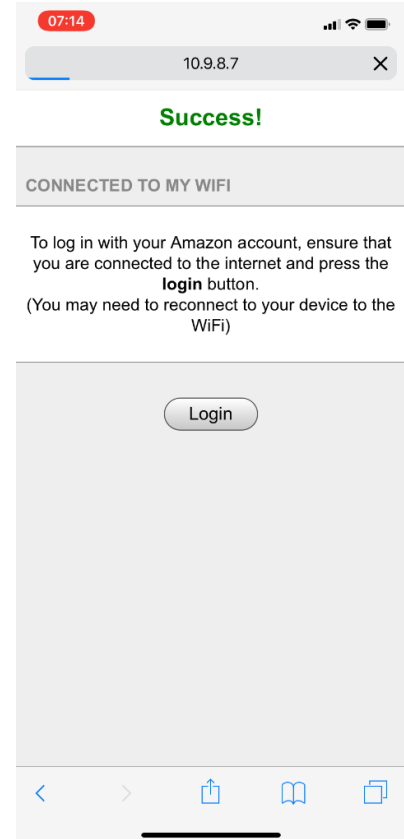 07:14
10.9.8.7
Success!
CONNECTED TO MY WIFI
To log in with your Amazon account, ensure that
you are connected to the internet and press the
login button.
(You may need to reconnect to your device to the
WiFi)
Login